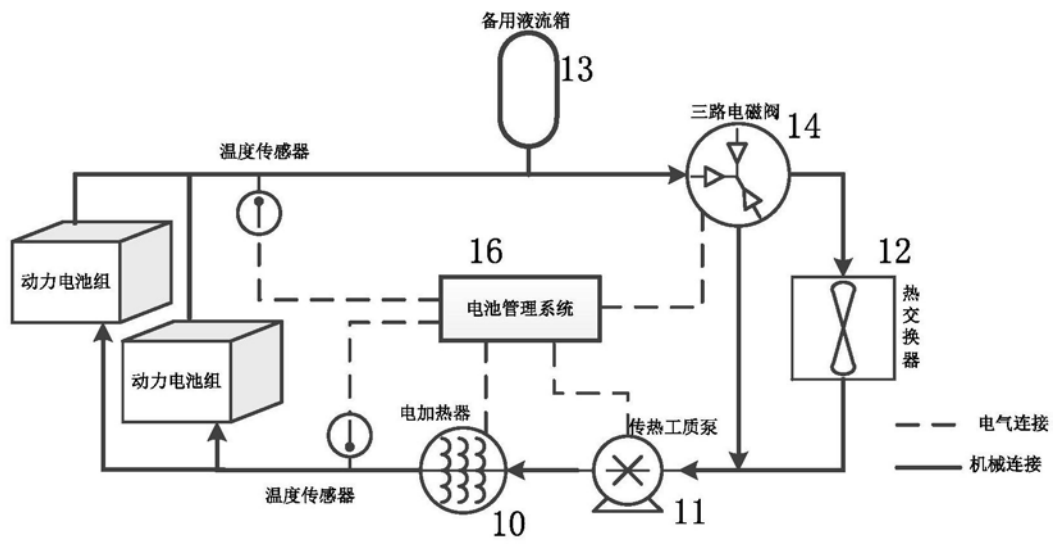 备用液流箱
13
三路电磁阀
14
温度传感器
16
12
动力电池组
电池管理系统
热交换器
动力电池组
电加热器
传热工质泵
电气连接
机械连接
温度传感器
10
11